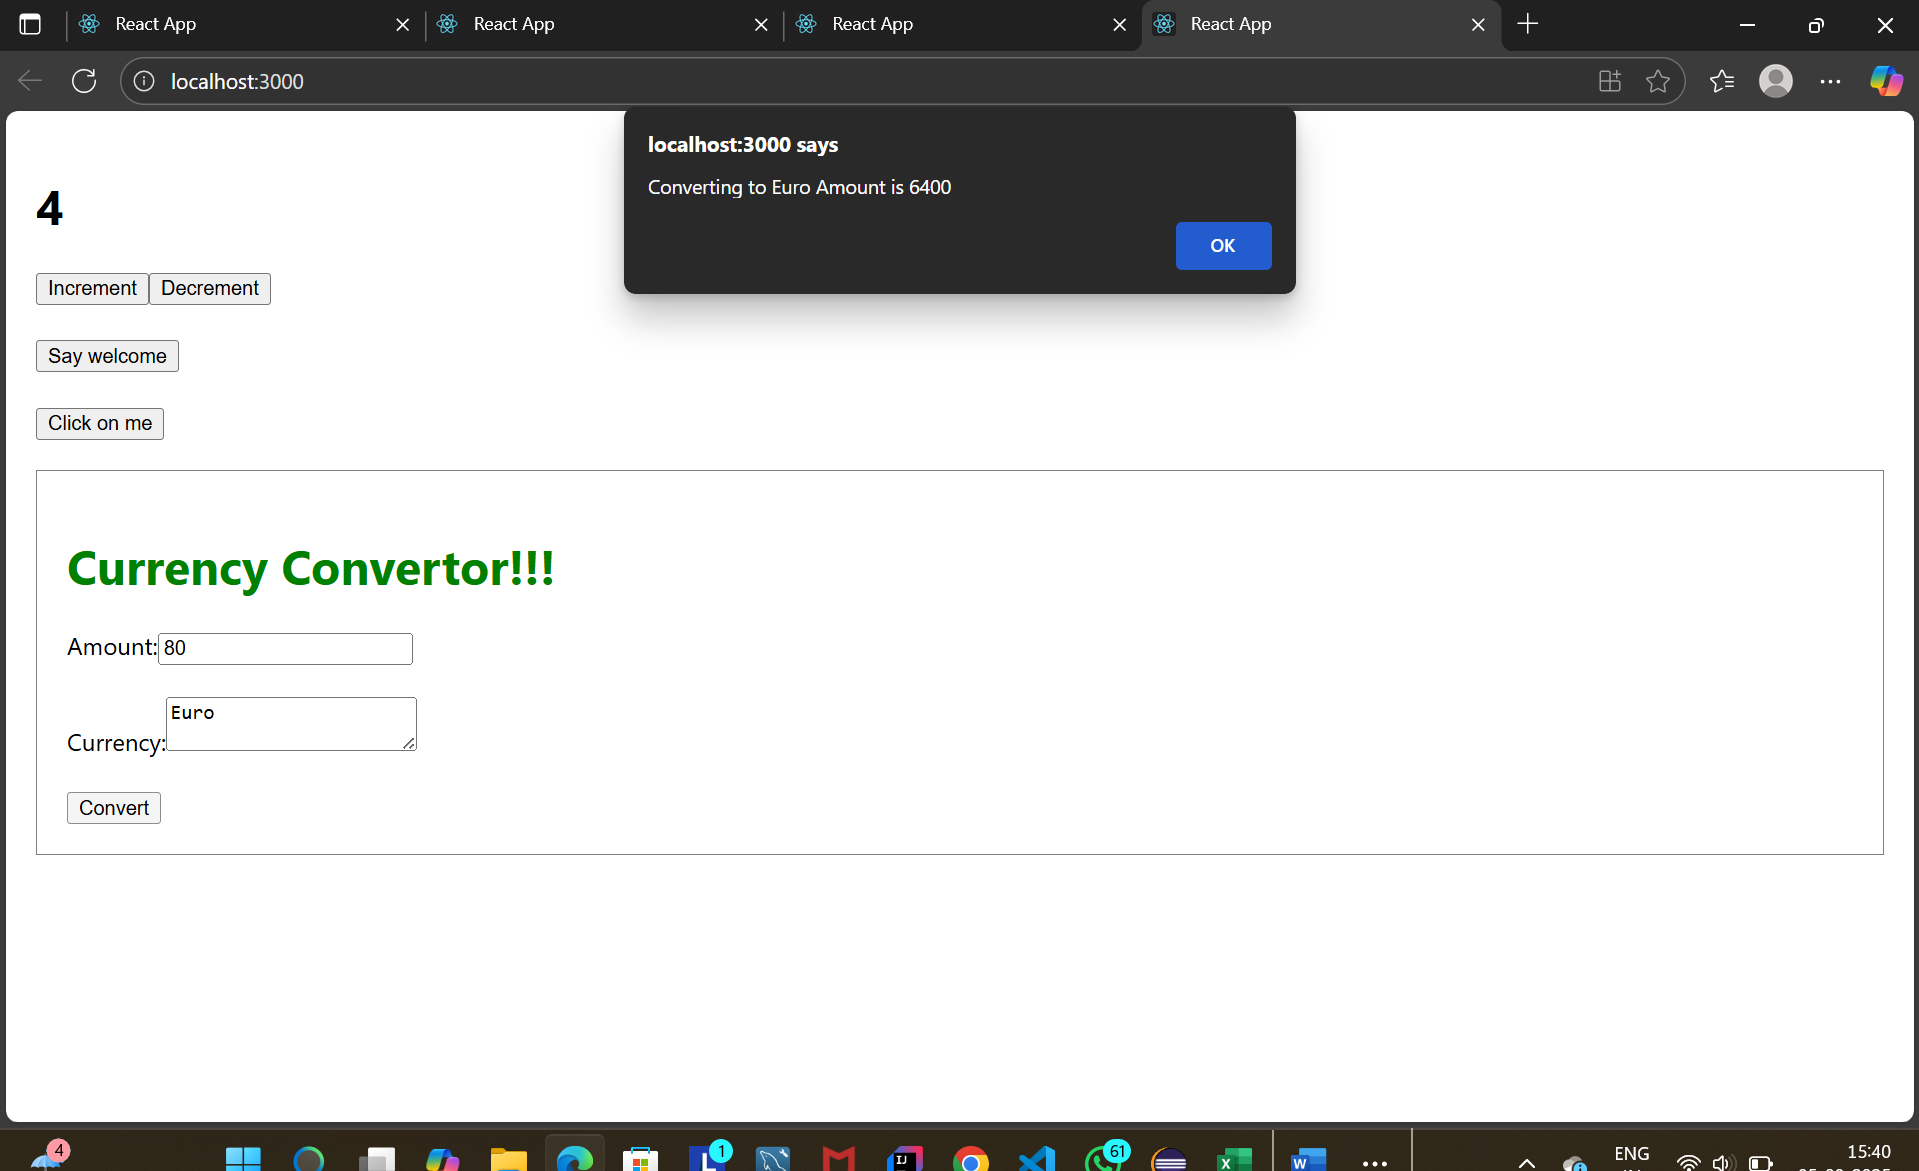 React App
React App
React App
React App
localhost:3000
localhost:3000 says
Converting to Euro Amount is 6400
OK
4
Increment Decrement
Say welcome
Click on me
Currency Convertor!!!
Amount: 80
Currency: Euro
Convert
4
1
61
ENG
15:40